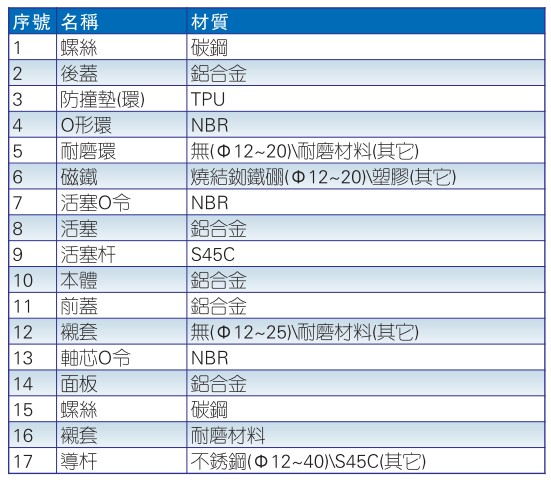 序號 名稱 材質
1 螺絲 碳鋼
2 後蓋 鋁合金
3 防撞墊(環) TPU
4 O形環 NBR
5 耐磨環 無(Φ12~20)\耐磨材料(其它)
6 磁鐵 燒結釹鐵硼(Φ12~20)\塑膠(其它)
7 活塞O令 NBR
8 活塞 鋁合金
9 活塞杆 S45C
10 本體 鋁合金
11 前蓋 鋁合金
12 襯套 無(Φ12~25)\耐磨材料(其它)
13 軸芯O令 NBR
14 面板 鋁合金
15 螺絲 碳鋼
16 襯套 耐磨材料
17 導杆 不銹鋼(Φ12~40)\S45C(其它)